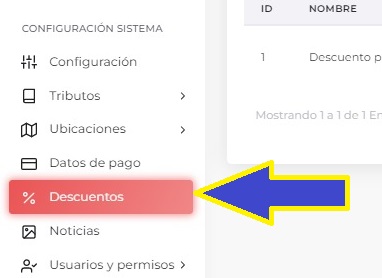 ID NOMBRE
CONFIGURACIÓN SISTEMA
Configuración
1 Descuento p
Tributos
Mostrando 1 a 1 de 1 En
Ubicaciones
Datos de pago
Descuentos
Noticias
Usuarios y permisos